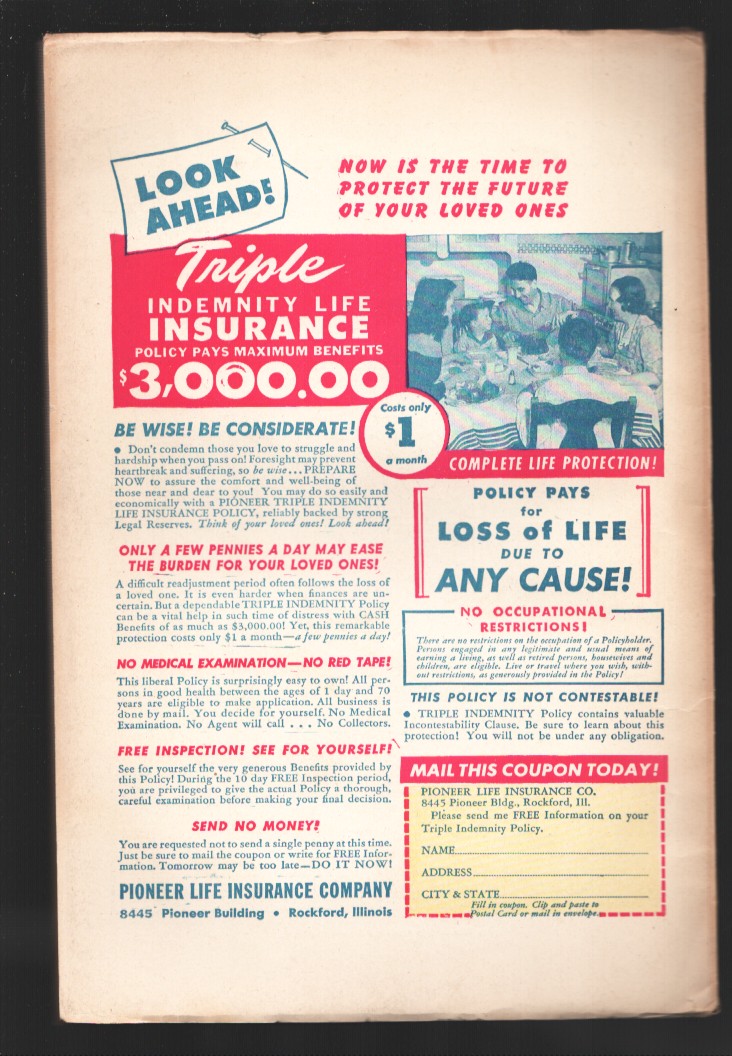 LOOK
AHEAD!
NOW IS THE TIME TO
PROTECT THE FUTURE
OF YOUR LOVED ONES
Triple
INDEMNITY LIFE
INSURANCE
POLICY PAYS MAXIMUM BENEFITS
$3,000.00
Costs only
$1
a month
COMPLETE LIFE PROTECTION!
BE WISE! BE CONSIDERATE!
● Don't condemn those you love to struggle and
hardship when you pass on! Foresight may prevent
heartbreak and suffering, so be wise... PREPARE
NOW to assure the comfort and well-being of
those near and dear to you! You may do so easily and
economically with a PIONEER TRIPLE INDEMNITY
LIFE INSURANCE POLICY, reliably backed by strong
Legal Reserves. Think of your loved ones! Look ahead!
ONLY A FEW PENNIES A DAY MAY EASE
THE BURDEN FOR YOUR LOVED ONES!
A difficult readjustment period often follows the loss of
a loved one. It is even harder when finances are un-
certain. But a dependable TRIPLE INDEMNITY Policy
can be a vital help in such time of distress with CASH
Benefits of as much as $3,000.00! Yet, this remarkable
protection costs only $1 a month—a few pennies a day!
NO MEDICAL EXAMINATION—NO RED TAPE!
This liberal Policy is surprisingly easy to own! All per-
sons in good health between the ages of 1 day and 70
years are eligible to make application. All business is
done by mail. You decide for yourself. No Medical
Examination. No Agent will call . . . No Collectors.
FREE INSPECTION! SEE FOR YOURSELF!
See for yourself the very generous Benefits provided by
this Policy! During the 10 day FREE Inspection period,
you are privileged to give the actual Policy a thorough,
careful examination before making your final decision.
SEND NO MONEY!
You are requested not to send a single penny at this time.
Just be sure to mail the coupon or write for FREE Infor-
mation. Tomorrow may be too late—DO IT NOW!
PIONEER LIFE INSURANCE COMPANY
8445 Pioneer Building • Rockford, Illinois
POLICY PAYS
for
LOSS of LIFE
DUE TO
ANY CAUSE!
NO OCCUPATIONAL
RESTRICTIONS!
There are no restrictions on the occupation of a Policyholder.
Persons engaged in any legitimate and usual means of
earning a living, as well as retired persons, housewives and
children, are eligible. Live or travel where you wish, with-
out restrictions, as generously provided in the Policy!
THIS POLICY IS NOT CONTESTABLE!
● TRIPLE INDEMNITY Policy contains valuable
Incontestability Clause. Be sure to learn about this
protection! You will not be under any obligation.
MAIL THIS COUPON TODAY!
PIONEER LIFE INSURANCE CO.
8445 Pioneer Bldg., Rockford, Ill.
Please send me FREE Information on your
Triple Indemnity Policy.
NAME
ADDRESS
CITY & STATE
Fill in coupon. Clip and paste to
Postal Card or mail in envelope.